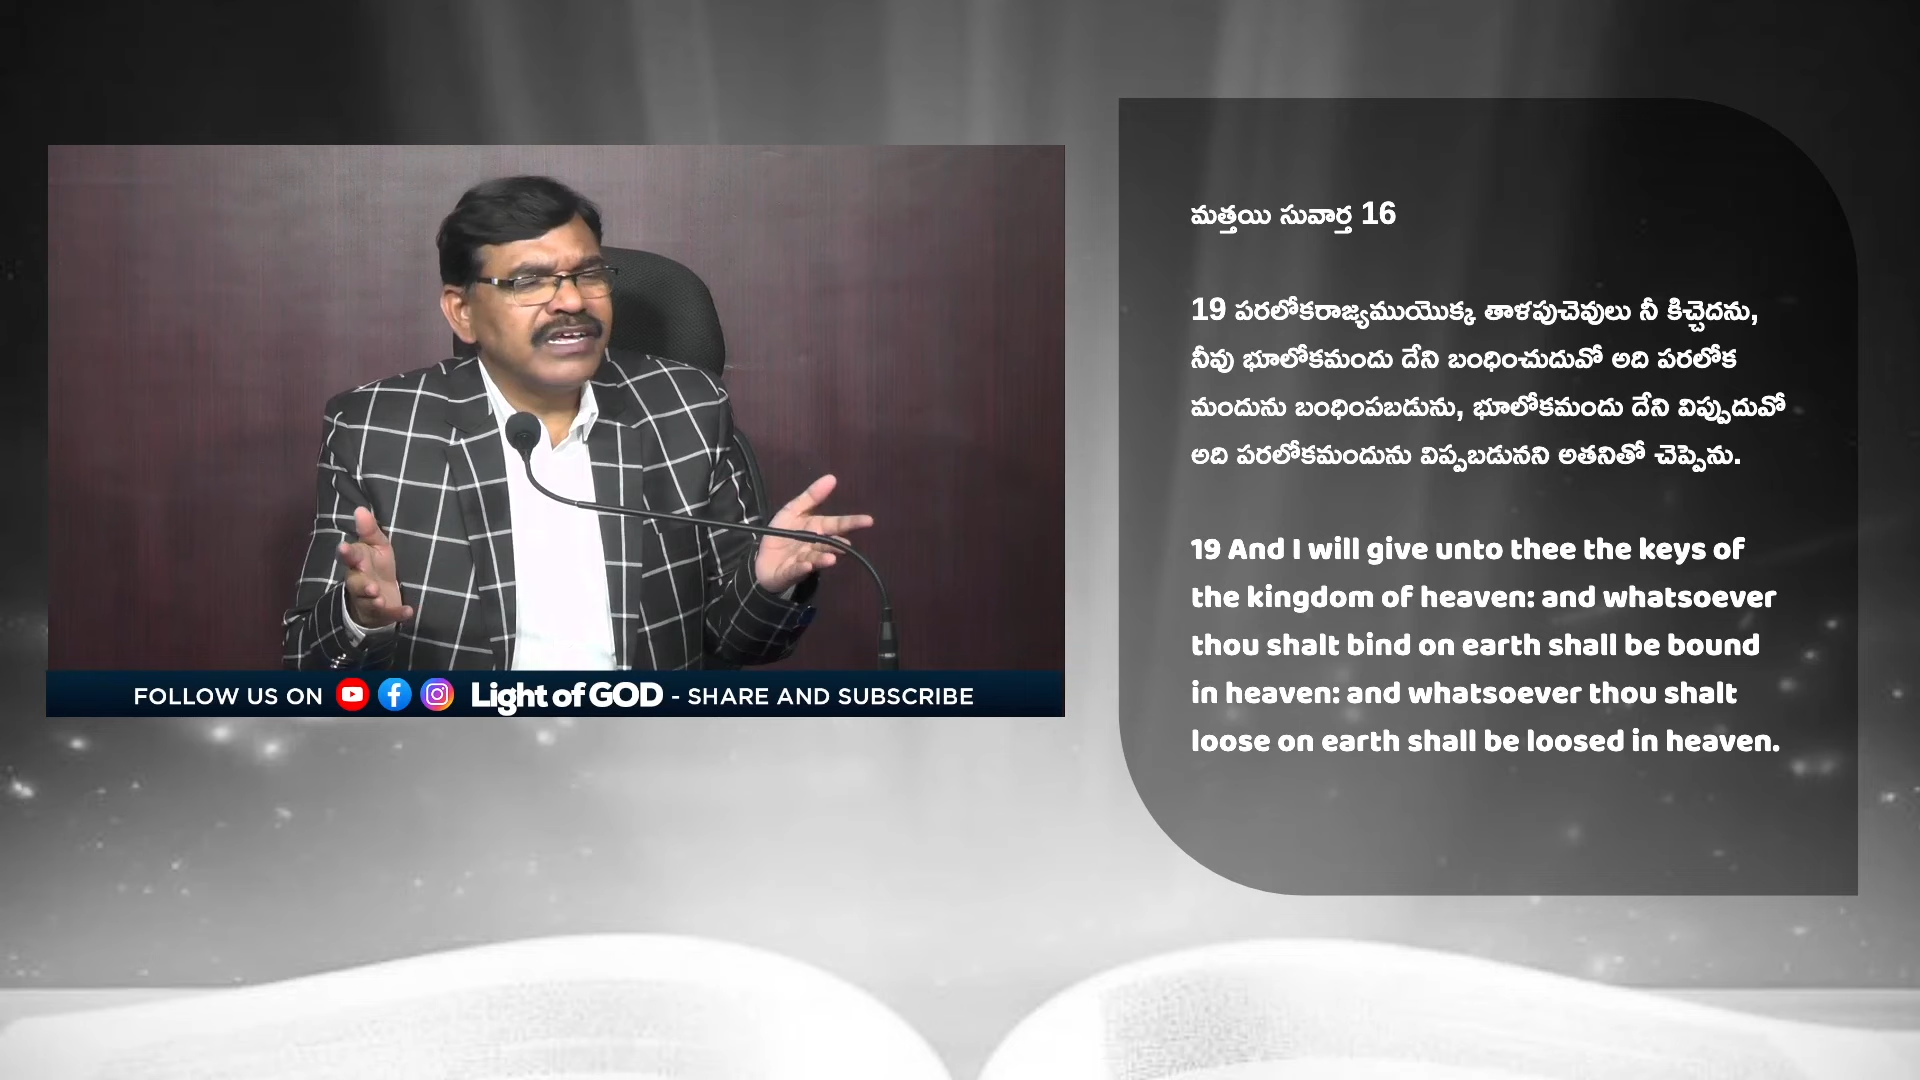 మత్తయి సువార్త 16
19 పరలోకరాజ్యముయొక్క తాళపుచెవులు నీ కిచ్చెదను,
నీవు భూలోకమందు దేని బంధించుదువో అది పరలోక
మందును బంధింపబడును, భూలోకమందు దేని విప్పుదువో
అది పరలోకమందును విప్పబడునని అతనితో చెప్పెను.
19 And I will give unto thee the keys of
the kingdom of heaven: and whatsoever
thou shalt bind on earth shall be bound
in heaven: and whatsoever thou shalt
loose on earth shall be loosed in heaven.
FOLLOW US ON Light of GOD - SHARE AND SUBSCRIBE